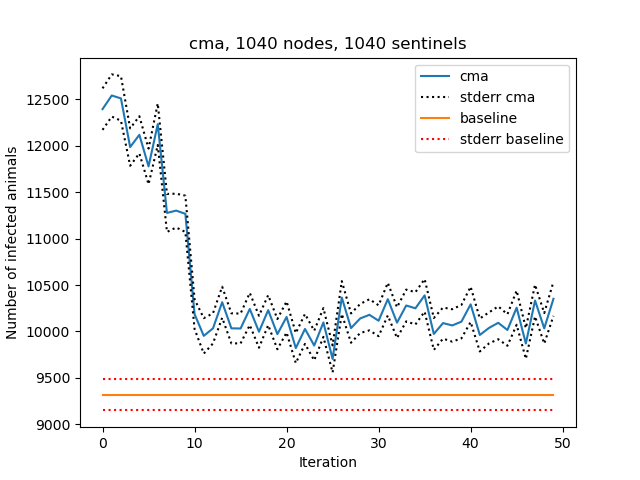 cma, 1040 nodes, 1040 sentinels
cma
stderr cma
baseline
stderr baseline
Number of infected animals
12500
12000
11500
11000
10500
10000
9500
9000
0 10 20 30 40 50
Iteration